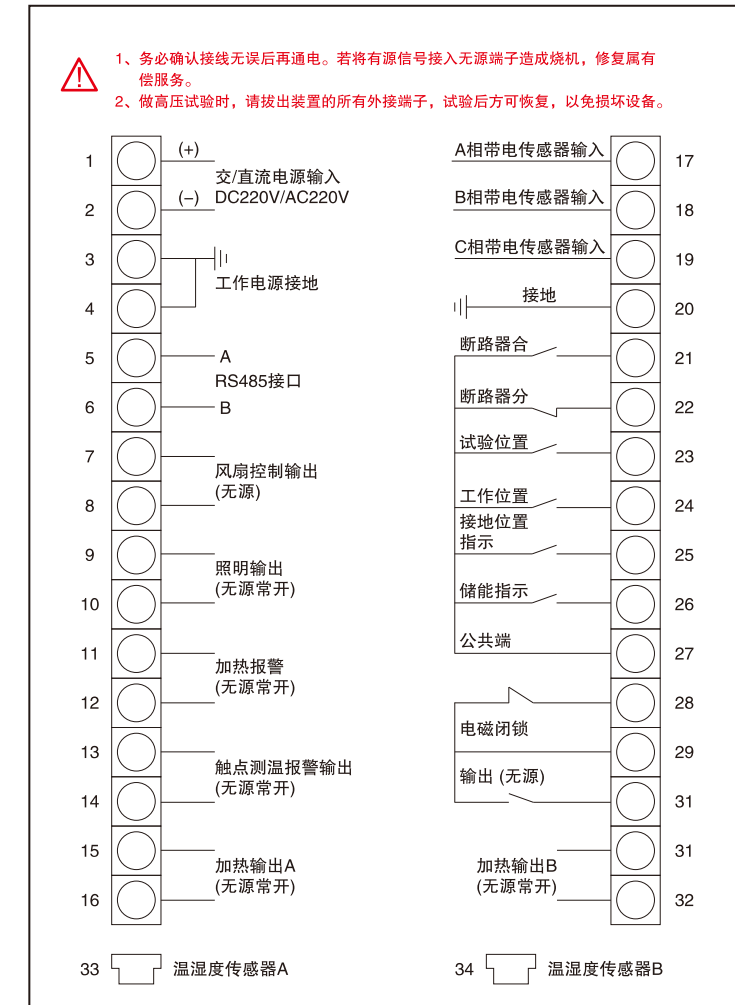 1、务必确认接线无误后再通电。若将有源信号接入无源端子造成烧机，修复属有
偿服务。
2、做高压试验时，请拔出装置的所有外接端子，试验后方可恢复，以免损坏设备。
1
(+)
交/直流电源输入
2
(−)
DC220V/AC220V
3
工作电源接地
4
5
A
RS485接口
6
B
7
风扇控制输出
(无源)
8
9
照明输出
(无源常开)
10
11
加热报警
(无源常开)
12
13
触点测温报警输出
(无源常开)
14
15
加热输出A
(无源常开)
16
33
温湿度传感器A
A相带电传感器输入
17
B相带电传感器输入
18
C相带电传感器输入
19
接地
20
断路器合
21
断路器分
22
试验位置
23
工作位置
24
接地位置
指示
25
储能指示
26
公共端
27
28
电磁闭锁
29
输出 (无源)
31
31
加热输出B
(无源常开)
32
34
温湿度传感器B